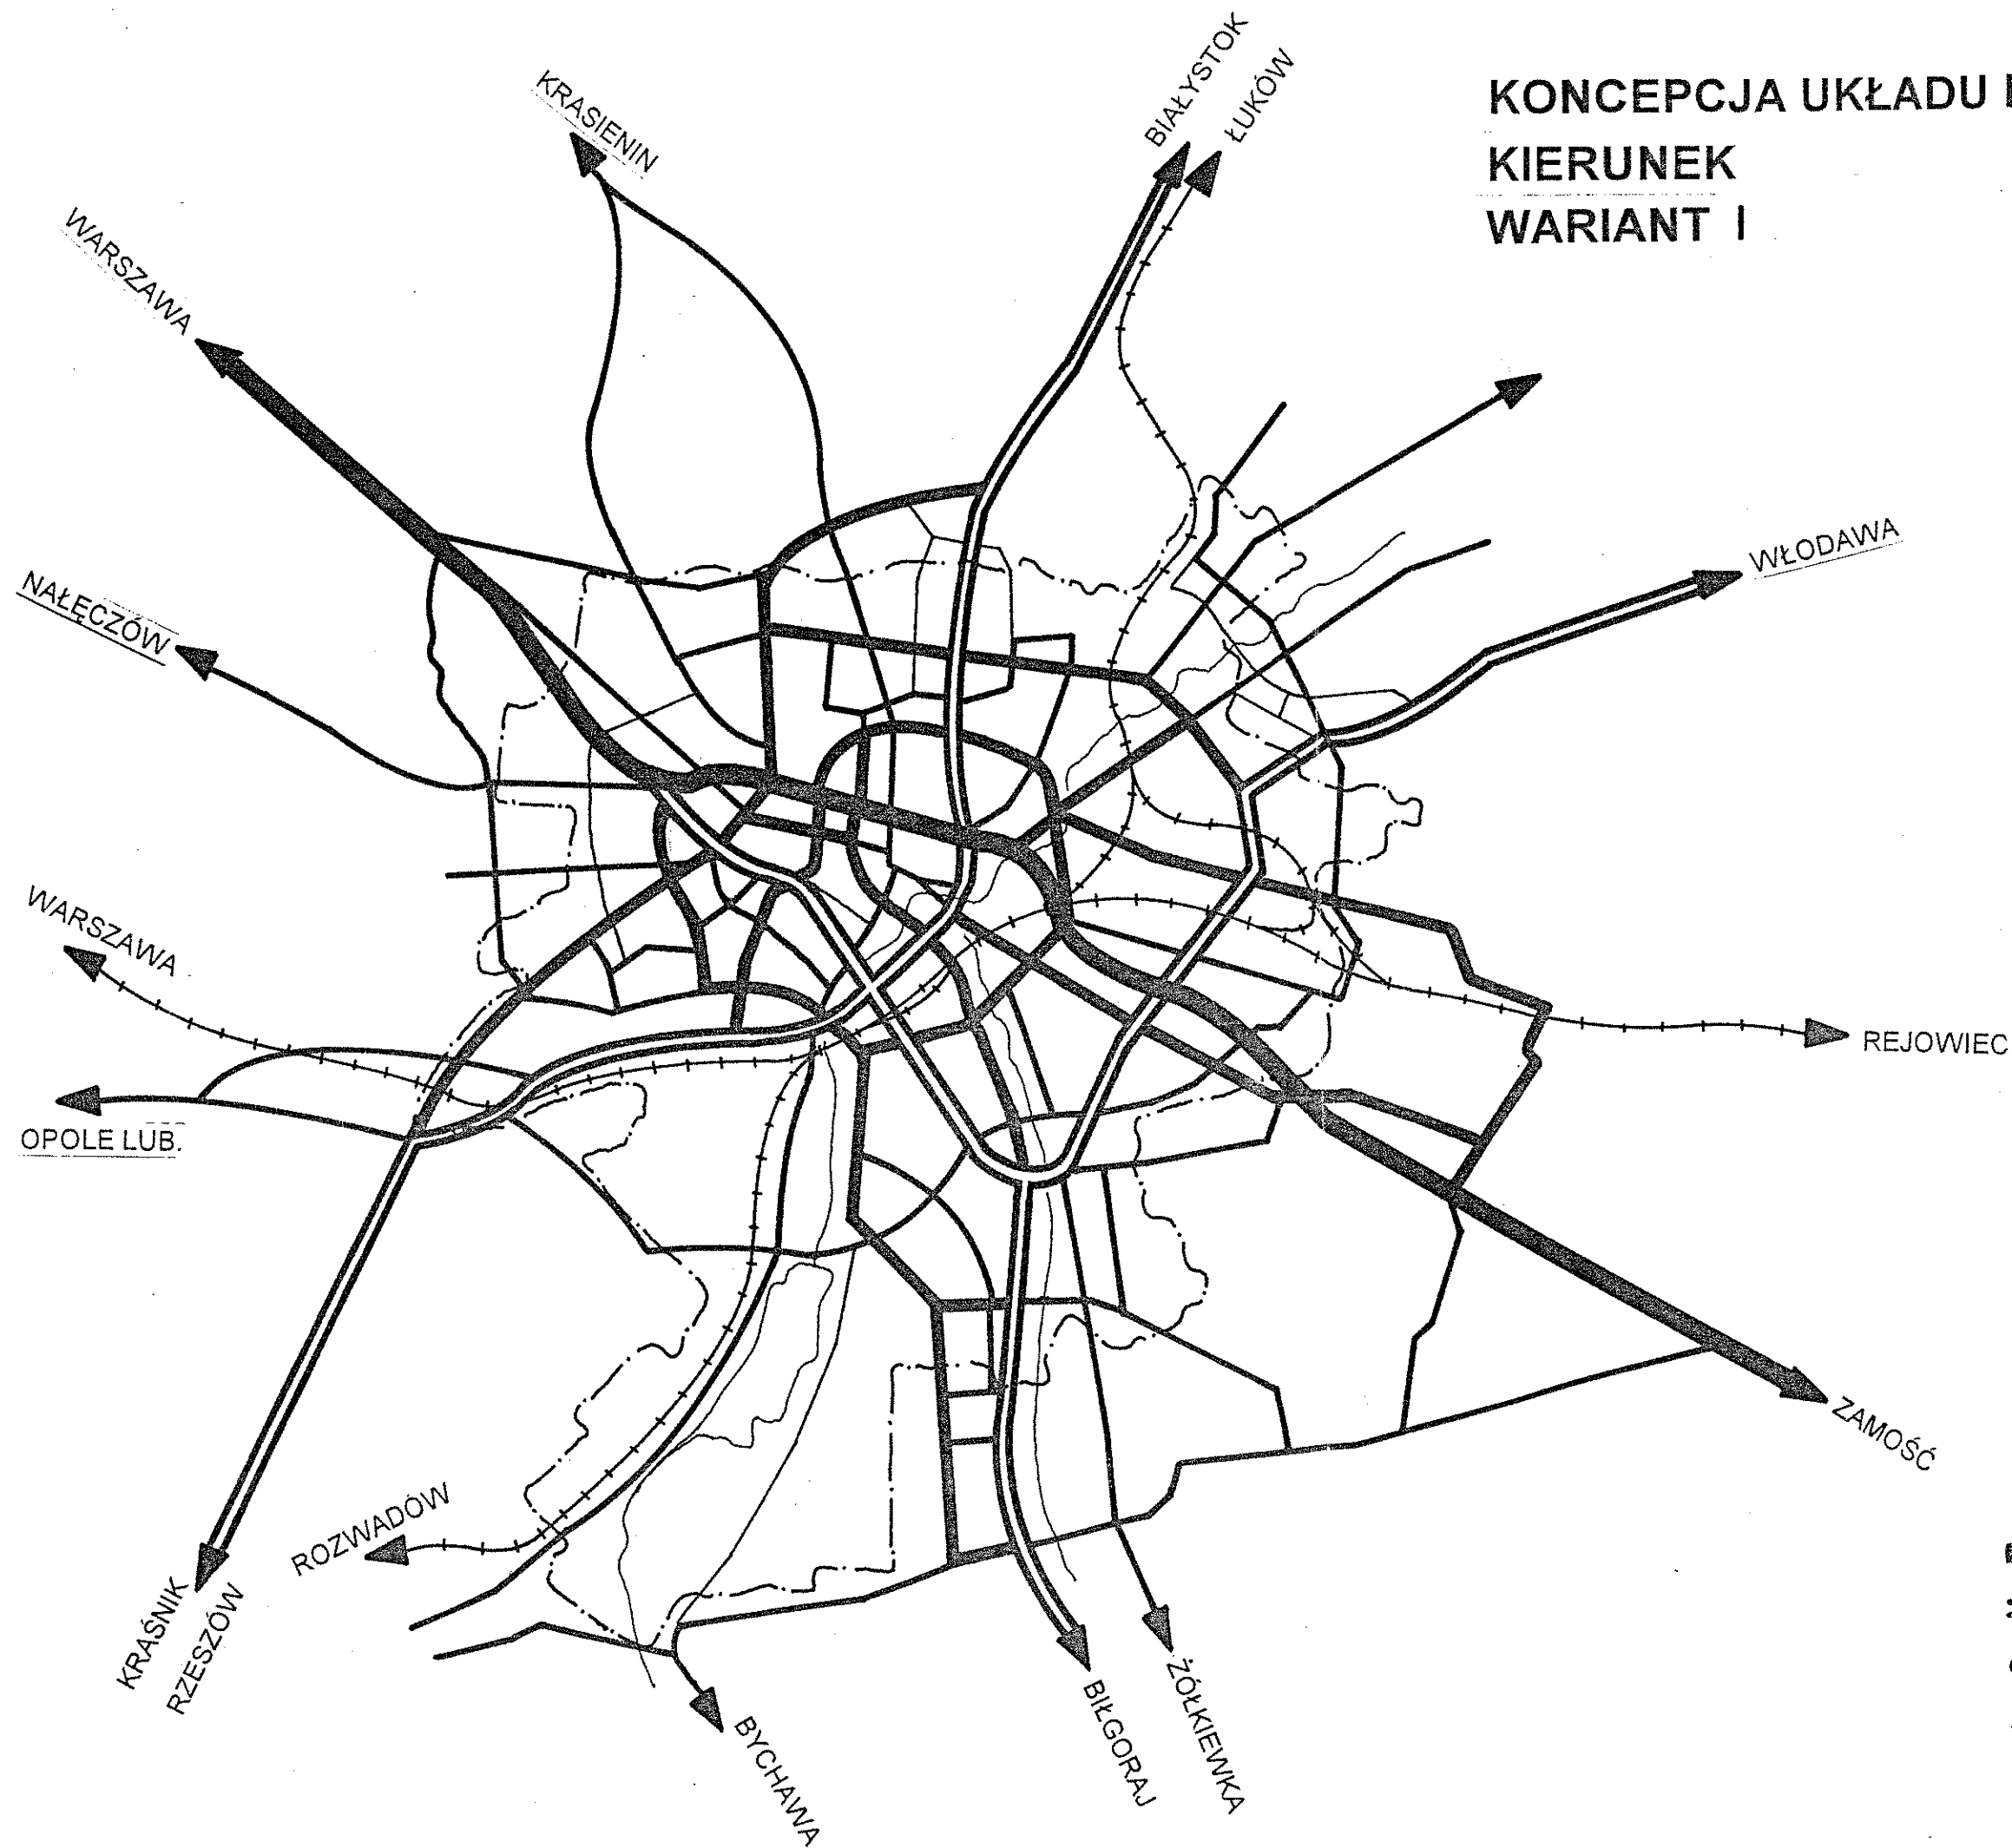 KONCEPCJA UKŁADU
KIERUNEK
WARIANT I
BIAŁYSTOK
ŁUKÓW
KRASIENIN
WARSZAWA
NAŁĘCZÓW
WŁODAWA
WARSZAWA
REJOWIEC
OPOLE LUB.
ZAMOŚĆ
ROZWADÓW
KRAŚNIK
RZESZÓW
BYCHAWA
BIŁGORAJ
ŻÓŁKIEWKA